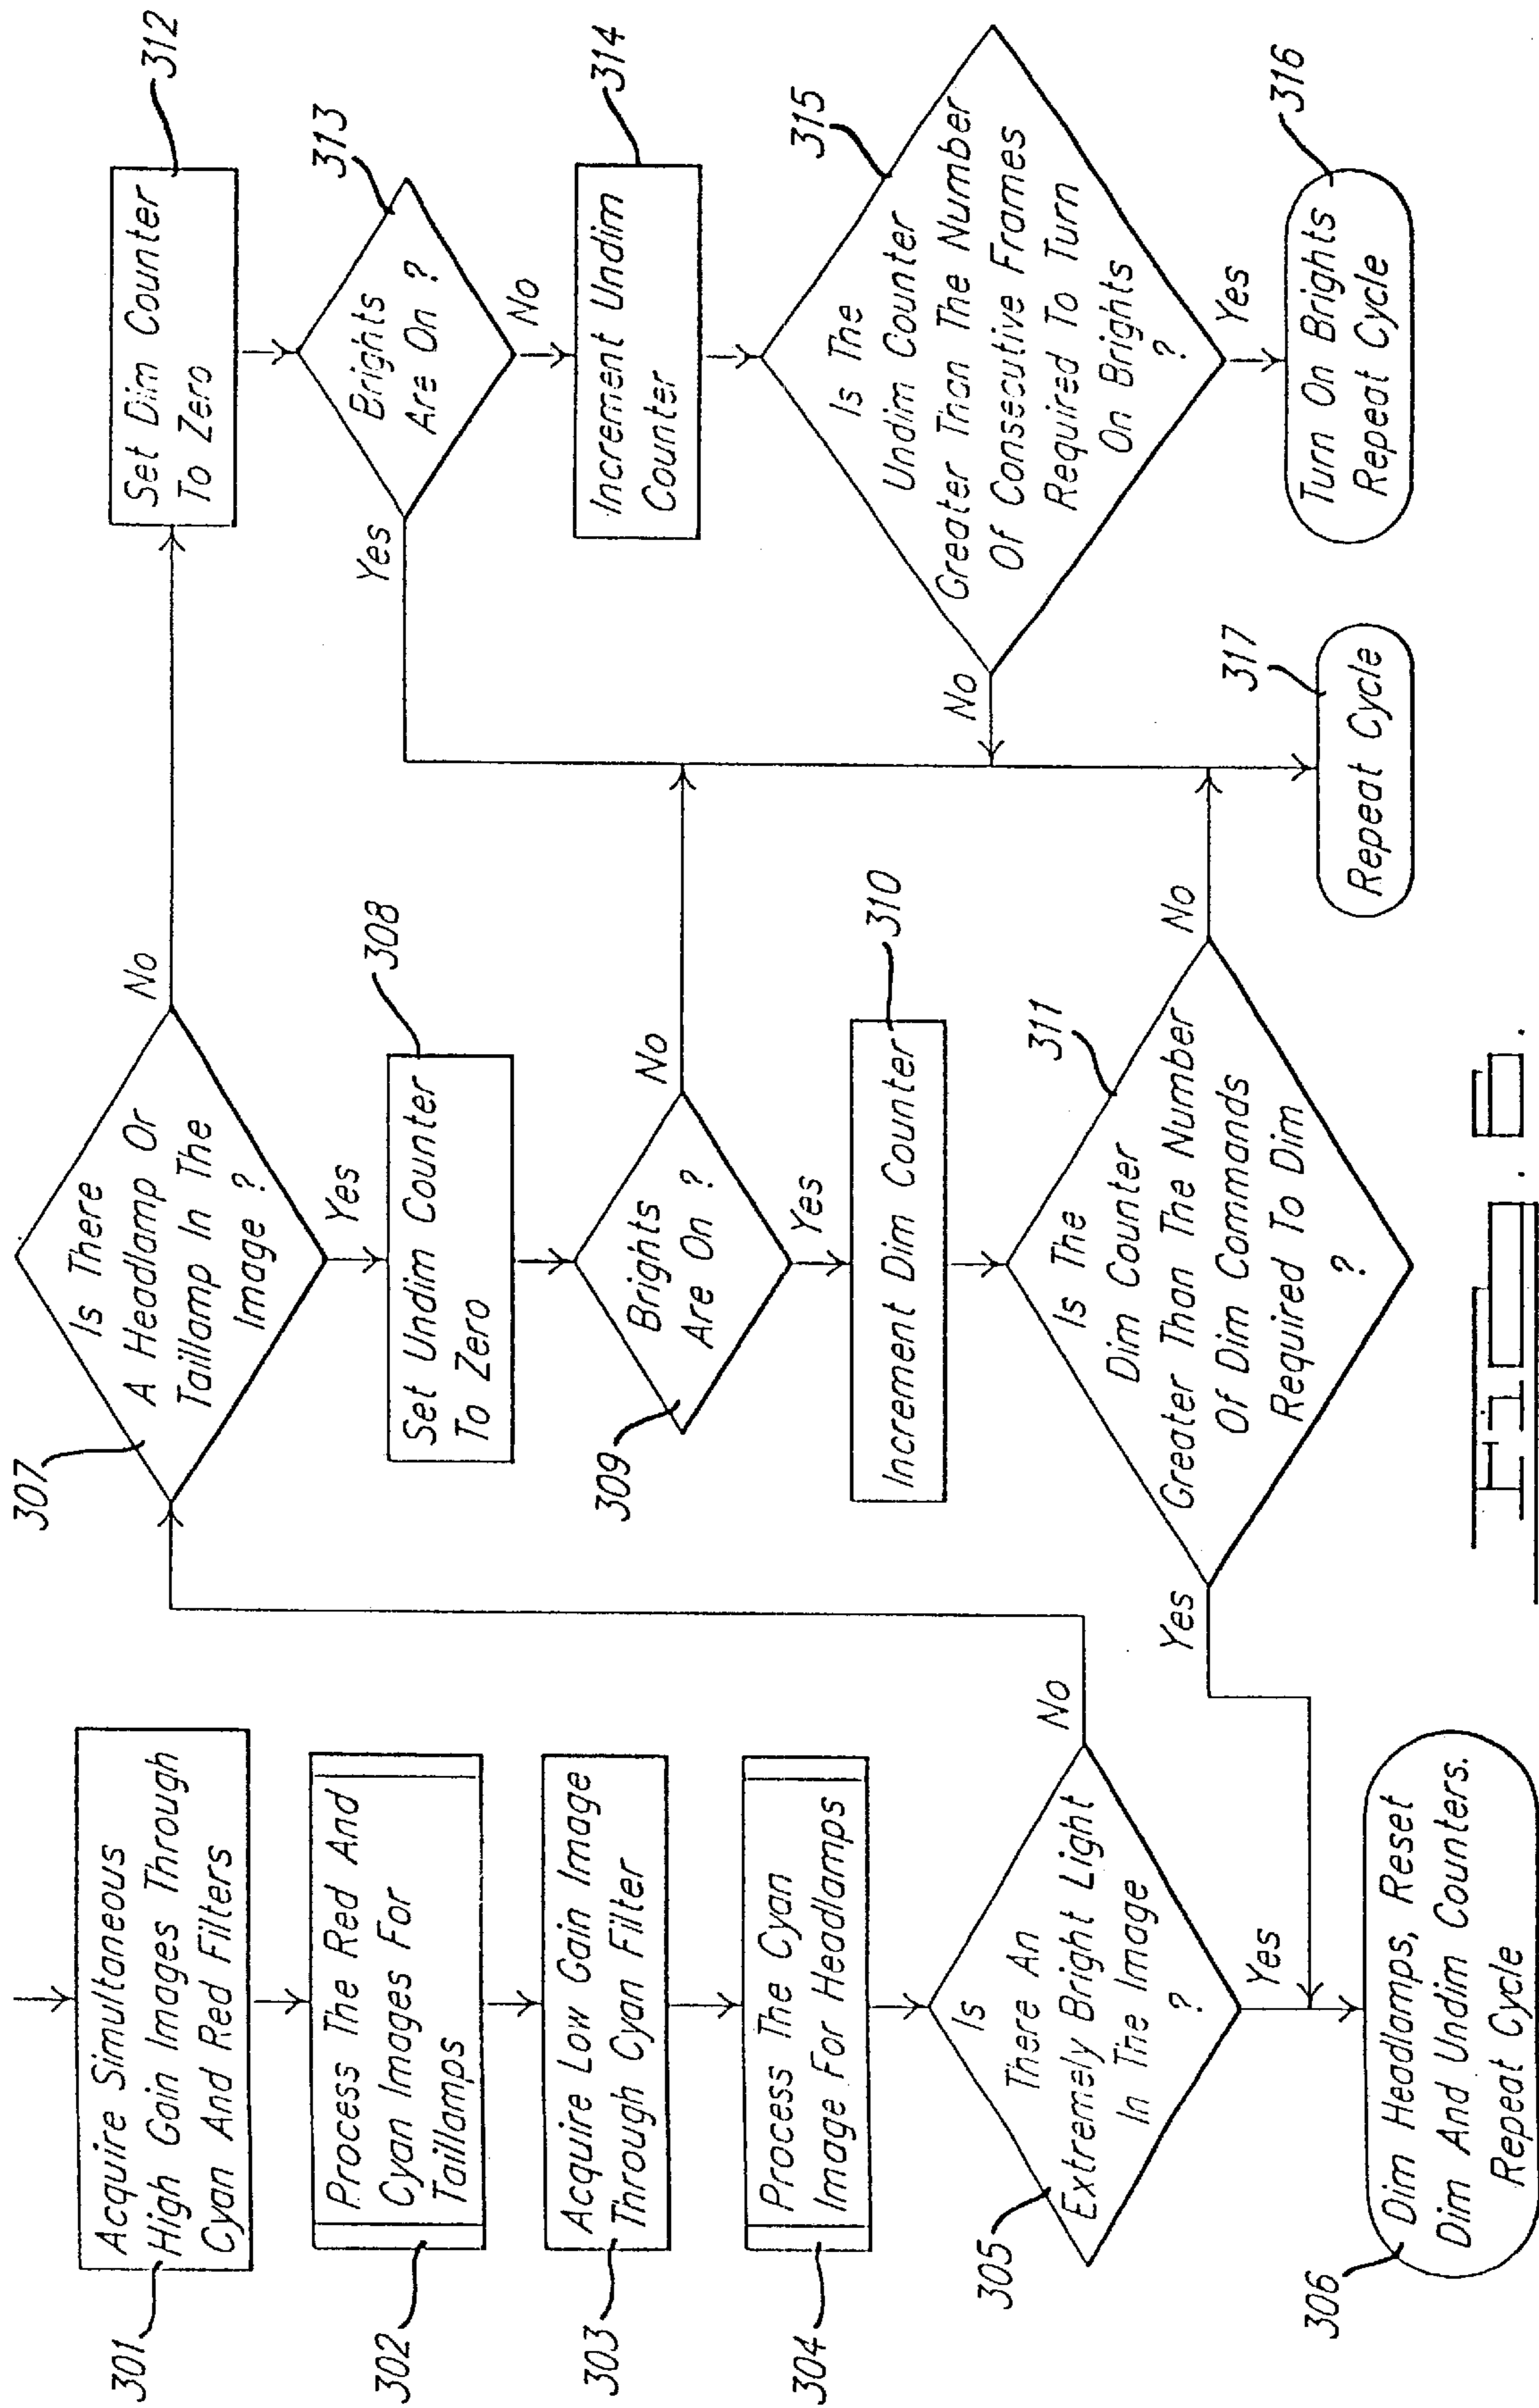 301
Acquire Simultaneous
High Gain Images Through
Cyan And Red Filters
302
Process The Red And
Cyan Images For
Taillamps
303
Acquire Low Gain Image
Through Cyan Filter
304
Process The Cyan
Image For Headlamps
305
Is
There An
Extremely Bright Light
In The Image
?
No
Yes
306
Dim Headlamps, Reset
Dim And Undim Counters.
Repeat Cycle
307
Is There
A Headlamp Or
Taillamp In The
Image ?
No
Yes
308
Set Undim Counter
To Zero
309
Brights
Are On ?
No
Yes
310
Increment Dim Counter
311
Is The
Dim Counter
Greater Than The Number
Of Dim Commands
Required To Dim
?
Yes
No
312
Set Dim Counter
To Zero
313
Brights
Are On ?
Yes
No
314
Increment Undim
Counter
315
Is The
Undim Counter
Greater Than The Number
Of Consecutive Frames
Required To Turn
On Brights
?
No
Yes
316
Turn On Brights
Repeat Cycle
317
Repeat Cycle